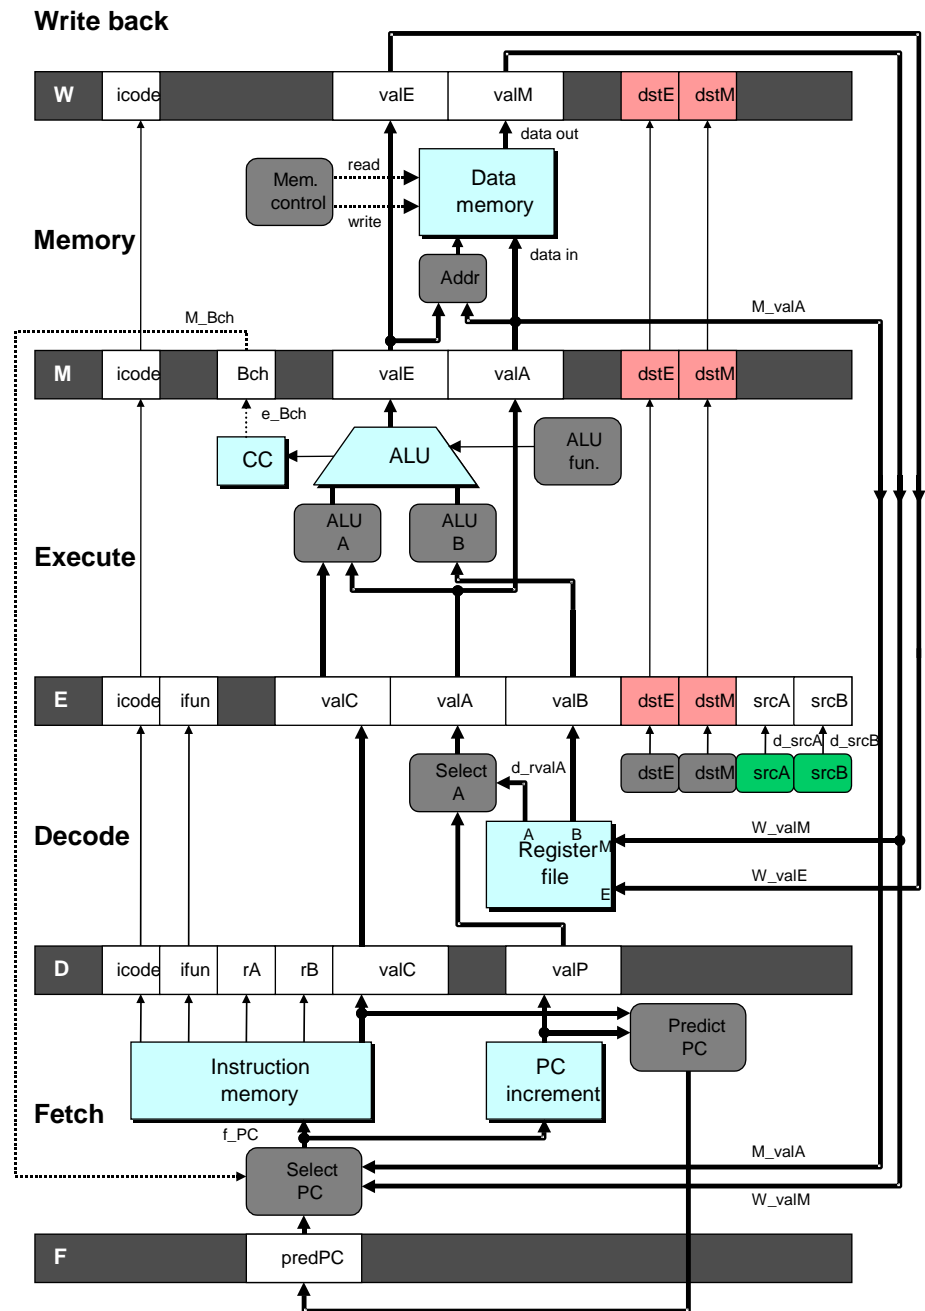 Write back
W icode valE valM dstE dstM
data out
read
Mem.
control
Data
memory
write
Memory
data in
Addr
M_valA
M_Bch
M icode Bch valE valA dstE dstM
e_Bch
CC
ALU
ALU
fun.
ALU
A
ALU
B
Execute
E icode ifun valC valA valB dstE dstM srcA srcB
d_srcA d_srcB
Select
A
d_rvalA
dstE dstM srcA srcB
Decode
A B
Register
file
M
E
W_valM
W_valE
D icode ifun rA rB valC valP
Predict
PC
Instruction
memory
PC
increment
Fetch
f_PC
Select
PC
M_valA
W_valM
F predPC